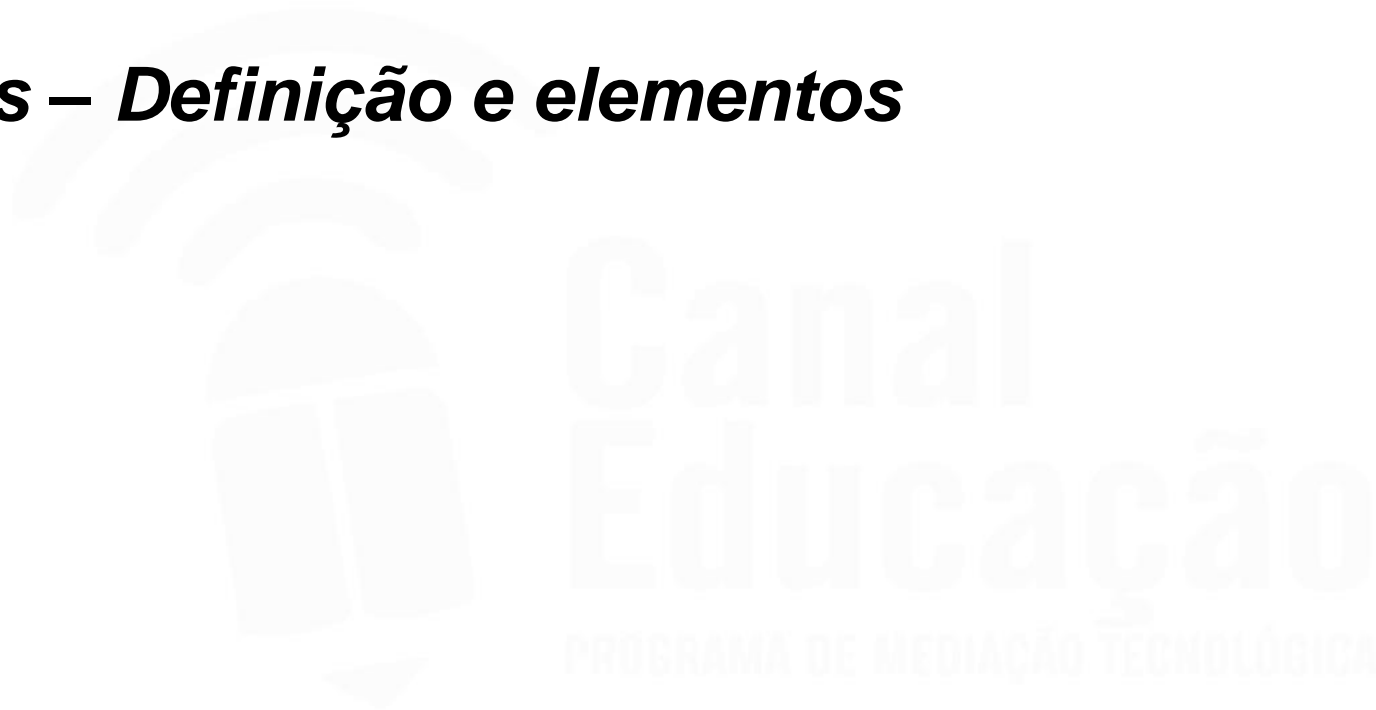 s – Definição e elementos
Canal
Educação
PROGRAMA DE MEDIAÇÃO TECNOLÓGICA